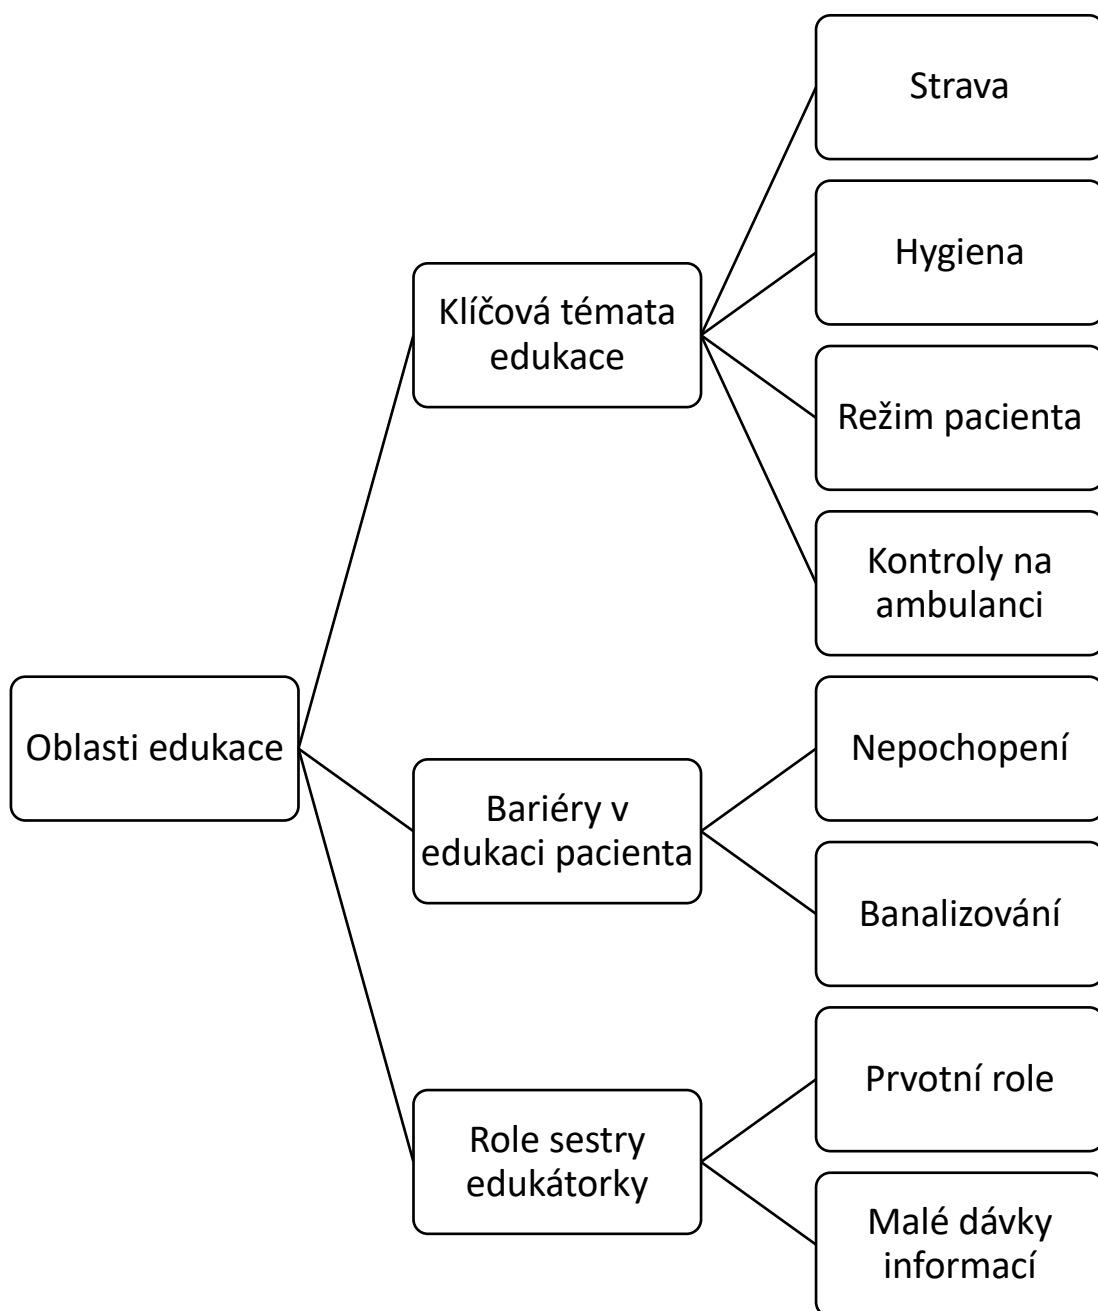 Oblasti edukace
Klíčová témata
edukace
Strava
Hygiena
Režim pacienta
Kontroly na
ambulanci
Bariéry v
edukaci pacienta
Nepochopení
Banalizování
Role sestry
edukátorky
Prvotní role
Malé dávky
informací